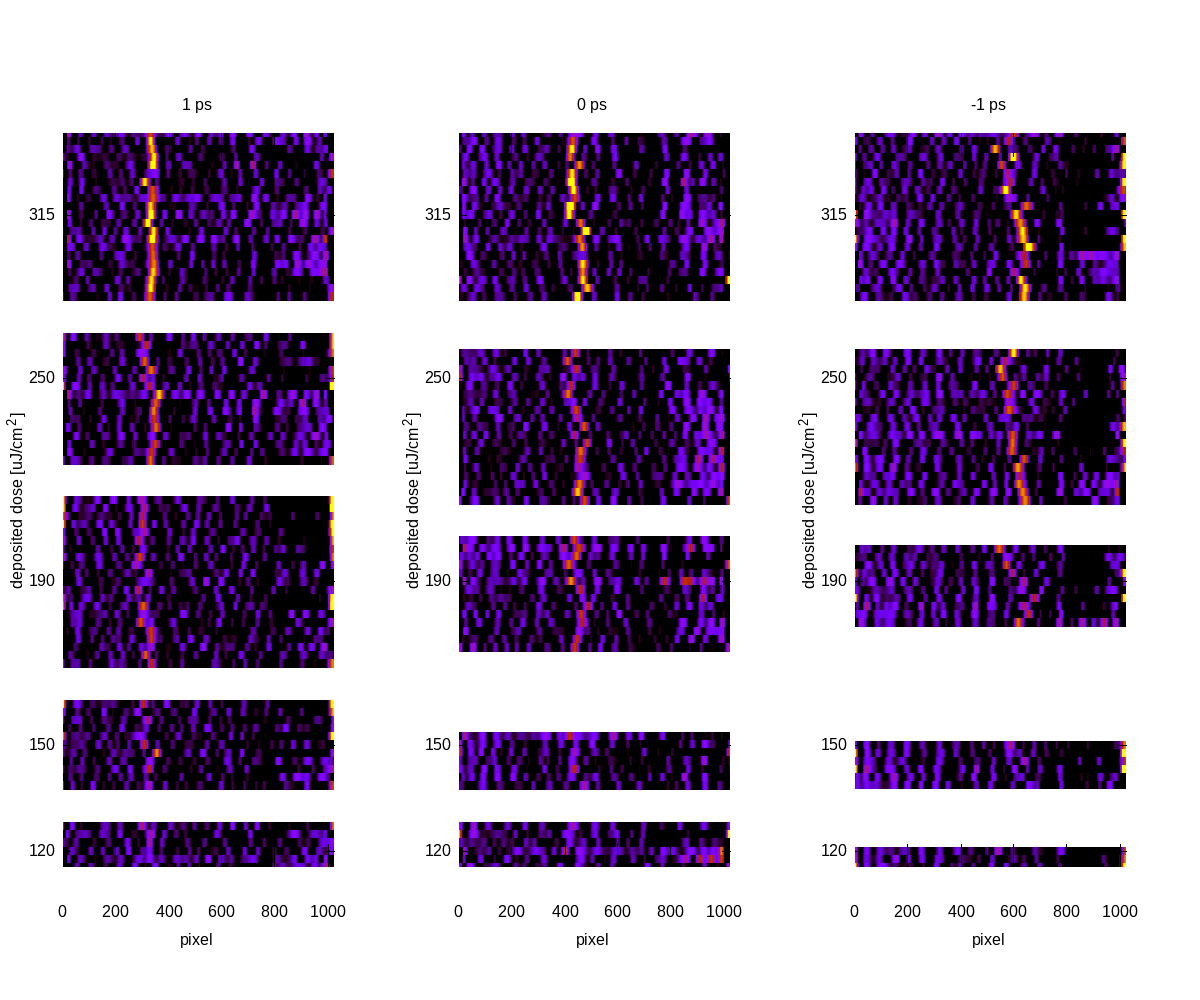 1 ps 0 ps -1 ps
315 315 315
250 250 250
deposited dose [uJ/cm2] deposited dose [uJ/cm2] deposited dose [uJ/cm2]
190 190 190
150 150 150
120 120 120
0 200 400 600 800 1000 0 200 400 600 800 1000 0 200 400 600 800 1000
pixel pixel pixel